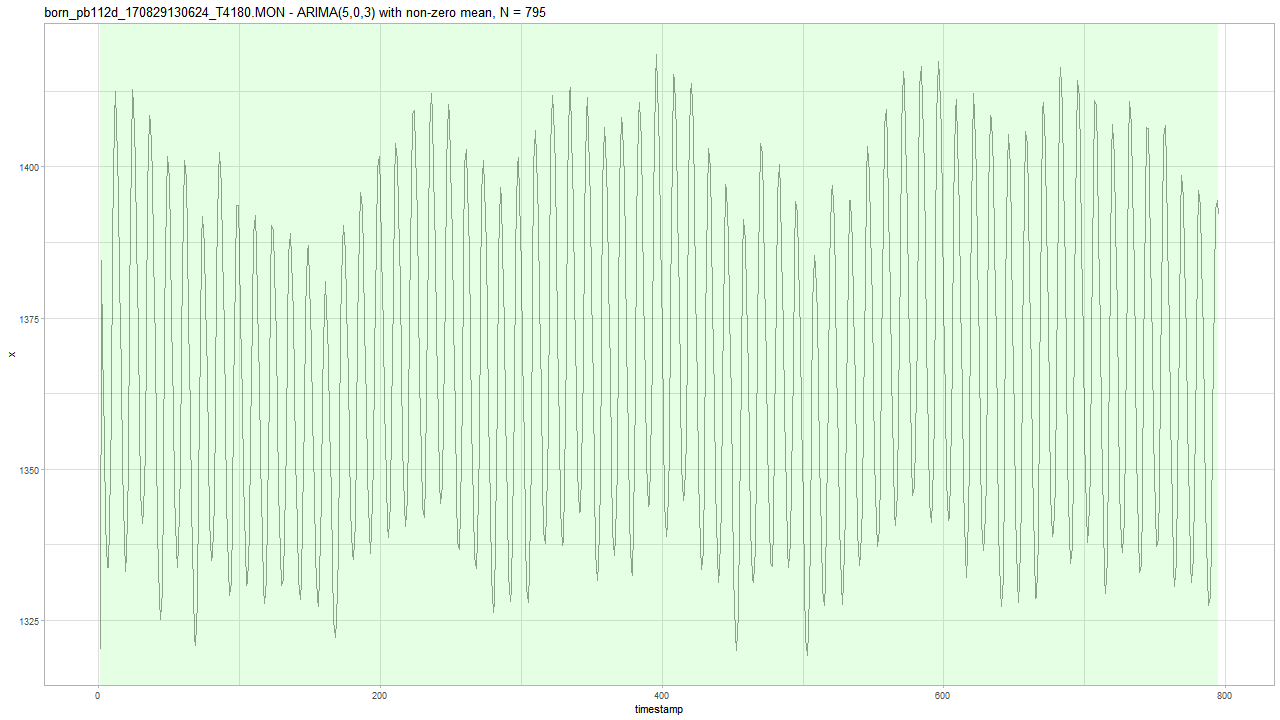 born_pb112d_170829130624_T4180.MON - ARIMA(5,0,3) with non-zero mean, N = 795
1400
1375
x
1350
1325
0 200 400 600 800
timestamp